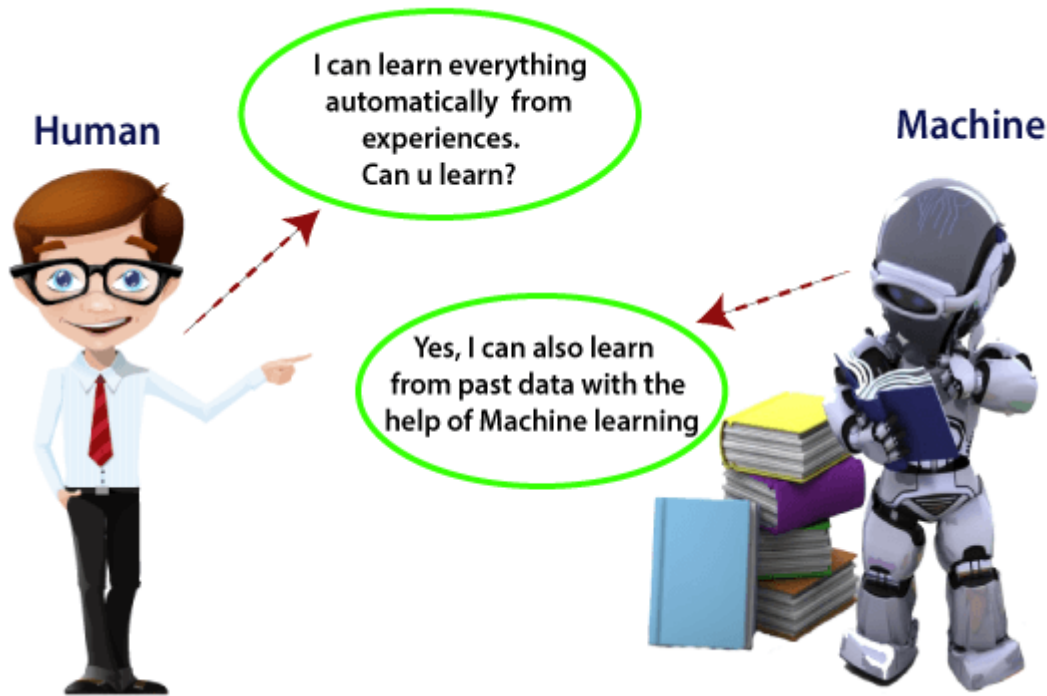 Human
I can learn everything
automatically from
experiences.
Can u learn?
Machine
Yes, I can also learn
from past data with the
help of Machine learning